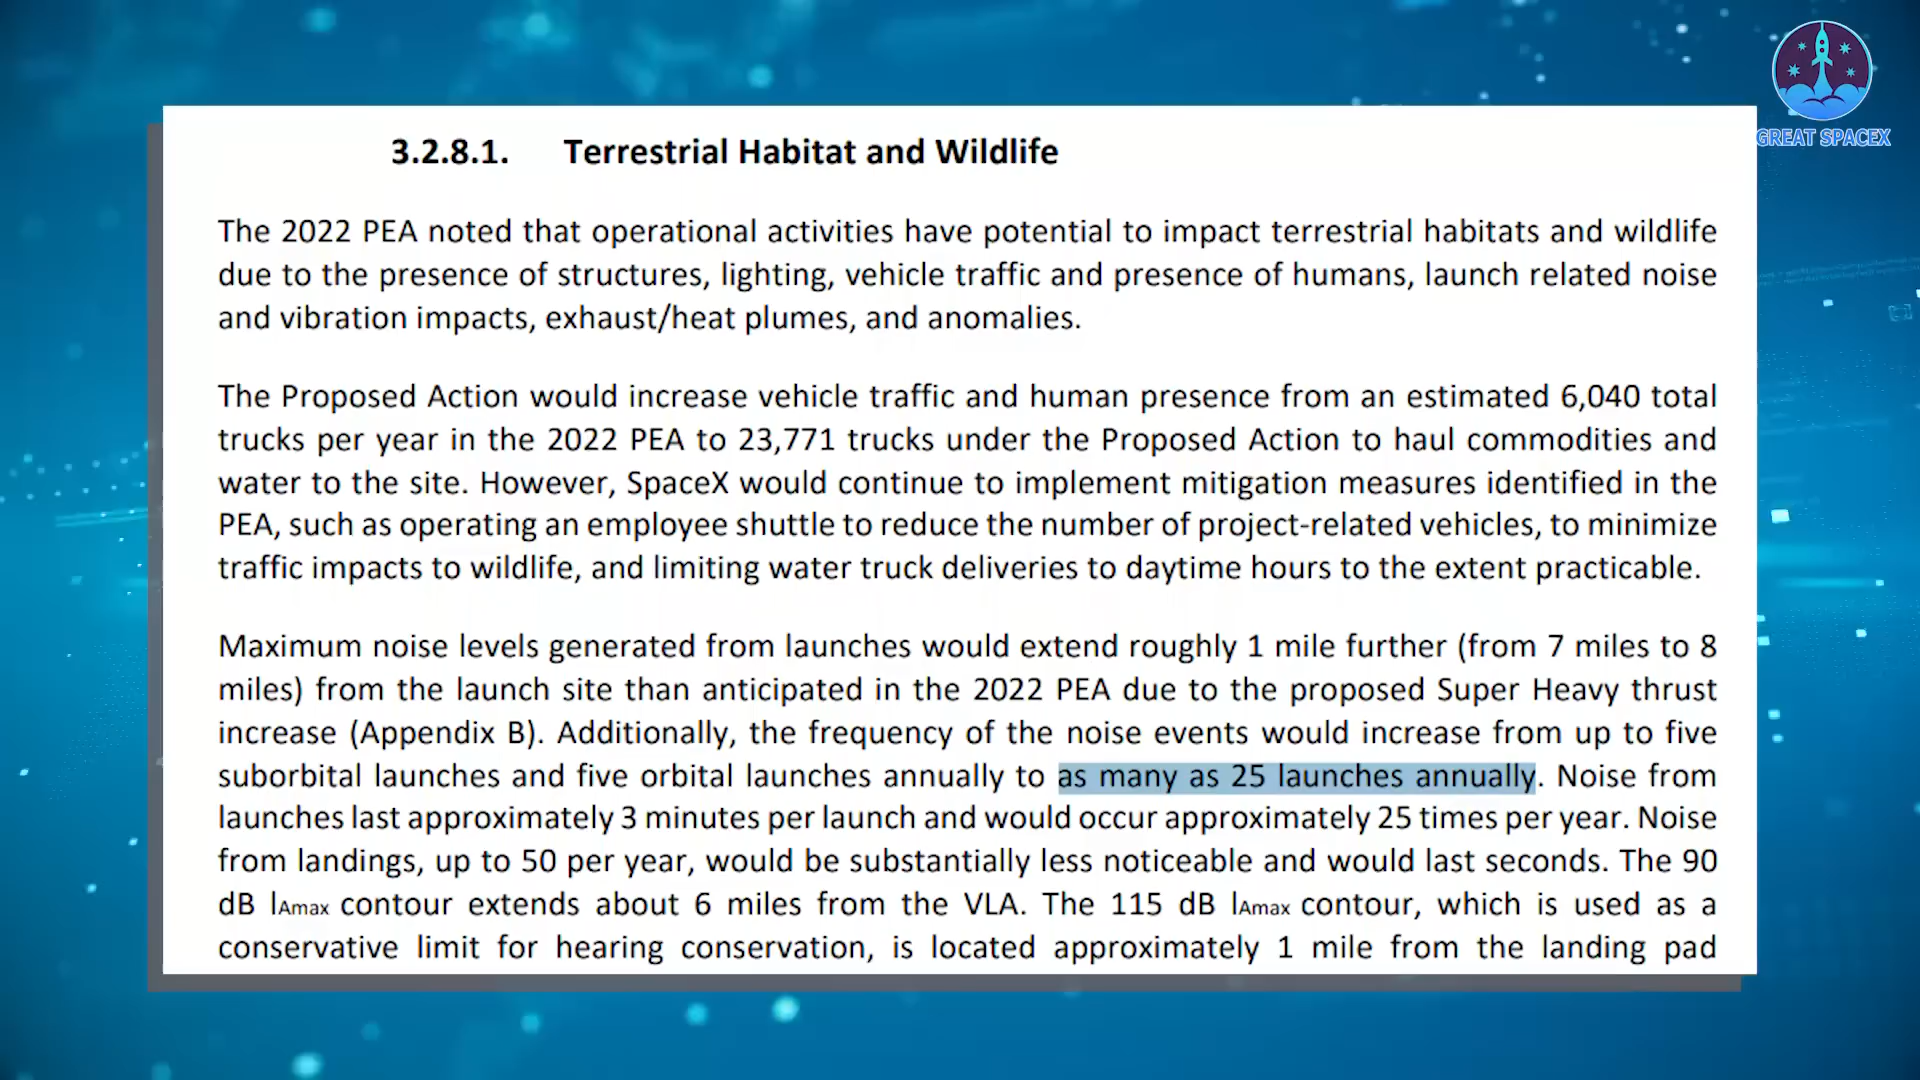 GREAT SPACEX
3.2.8.1. Terrestrial Habitat and Wildlife
The 2022 PEA noted that operational activities have potential to impact terrestrial habitats and wildlife
due to the presence of structures, lighting, vehicle traffic and presence of humans, launch related noise
and vibration impacts, exhaust/heat plumes, and anomalies.
The Proposed Action would increase vehicle traffic and human presence from an estimated 6,040 total
trucks per year in the 2022 PEA to 23,771 trucks under the Proposed Action to haul commodities and
water to the site. However, SpaceX would continue to implement mitigation measures identified in the
PEA, such as operating an employee shuttle to reduce the number of project-related vehicles, to minimize
traffic impacts to wildlife, and limiting water truck deliveries to daytime hours to the extent practicable.
Maximum noise levels generated from launches would extend roughly 1 mile further (from 7 miles to 8
miles) from the launch site than anticipated in the 2022 PEA due to the proposed Super Heavy thrust
increase (Appendix B). Additionally, the frequency of the noise events would increase from up to five
suborbital launches and five orbital launches annually to as many as 25 launches annually. Noise from
launches last approximately 3 minutes per launch and would occur approximately 25 times per year. Noise
from landings, up to 50 per year, would be substantially less noticeable and would last seconds. The 90
dB lAmax contour extends about 6 miles from the VLA. The 115 dB lAmax contour, which is used as a
conservative limit for hearing conservation, is located approximately 1 mile from the landing pad